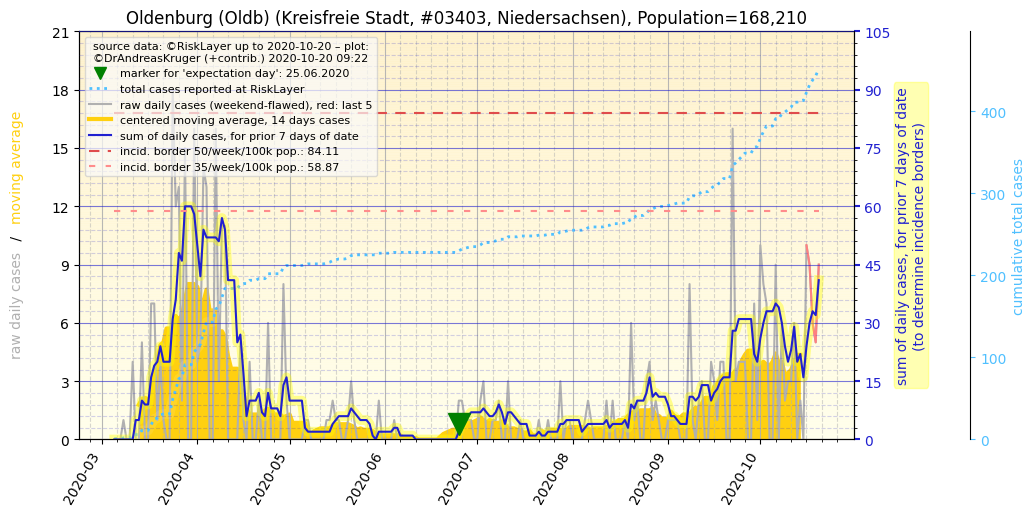 Oldenburg (Oldb) (Kreisfreie Stadt, #03403, Niedersachsen), Population=168,210
source data: ©RiskLayer up to 2020-10-20 – plot:
©DrAndreasKruger (+contrib.) 2020-10-20 09:22
marker for 'expectation day': 25.06.2020
total cases reported at RiskLayer
raw daily cases (weekend-flawed), red: last 5
centered moving average, 14 days cases
sum of daily cases, for prior 7 days of date
incid. border 50/week/100k pop.: 84.11
incid. border 35/week/100k pop.: 58.87
raw daily cases / moving average
21
18
15
12
9
6
3
0
2020-03
2020-04
2020-05
2020-06
2020-07
2020-08
2020-09
2020-10
105
90
75
60
45
30
15
0
sum of daily cases, for prior 7 days of date
(to determine incidence borders)
400
300
200
100
0
cumulative total cases